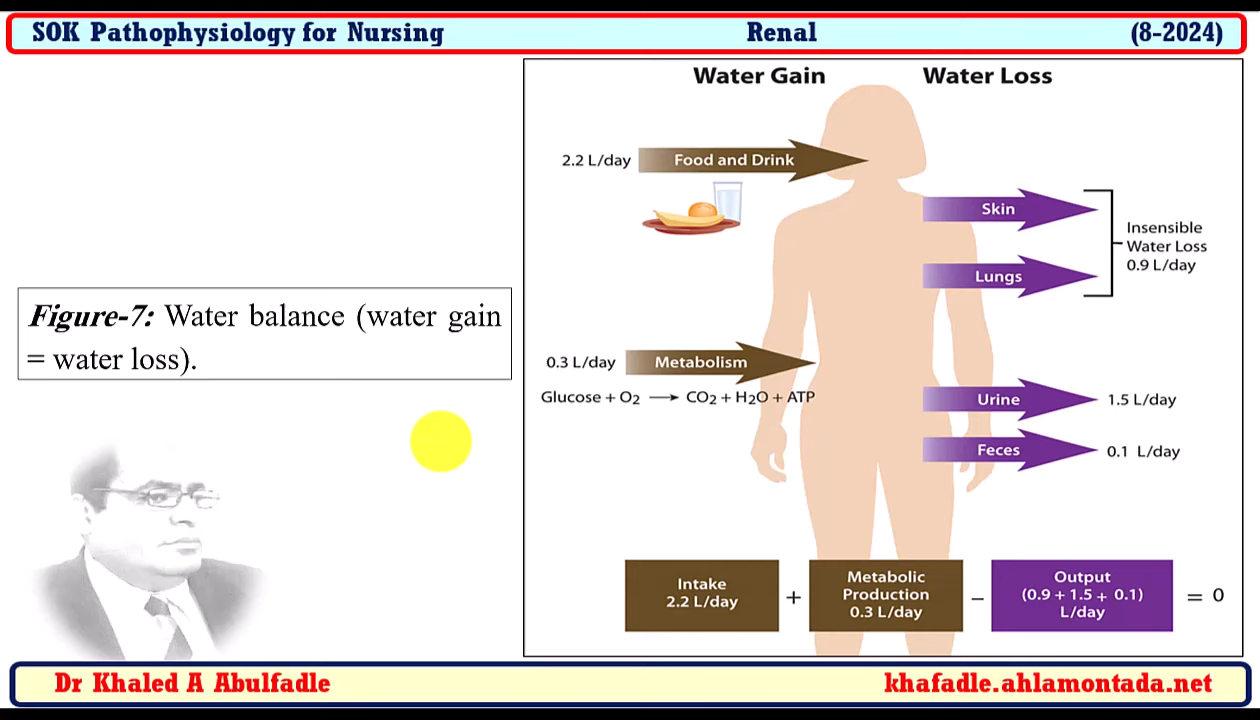 SOK Pathophysiology for Nursing Renal (8-2024)
Figure-7: Water balance (water gain
= water loss).
Water Gain Water Loss
2.2 L/day Food and Drink
Skin
Lungs
Insensible
Water Loss
0.9 L/day
0.3 L/day Metabolism
Glucose + O2 → CO2 + H2O + ATP
Urine 1.5 L/day
Feces 0.1 L/day
Intake
2.2 L/day
+
Metabolic
Production
0.3 L/day
−
Output
(0.9 + 1.5 + 0.1)
L/day
= 0
Dr Khaled A Abulfadle khafadle.ahlamontada.net